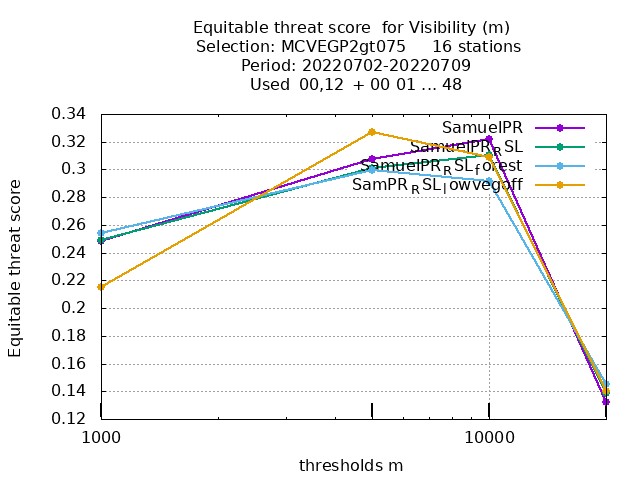 Equitable threat score  for Visibility (m)
Selection: MCVEGP2gt075     16 stations
Period: 20220702-20220709
Used  00,12  + 00 01 ... 48
0.34
0.32
0.3
0.28
0.26
0.24
0.22
0.2
0.18
0.16
0.14
0.12
Equitable threat score
SamuelPR
SamuelPR_RSL
SamuelPR_RSL_forest
SamPR_RSL_lowvegoff
1000
10000
thresholds m